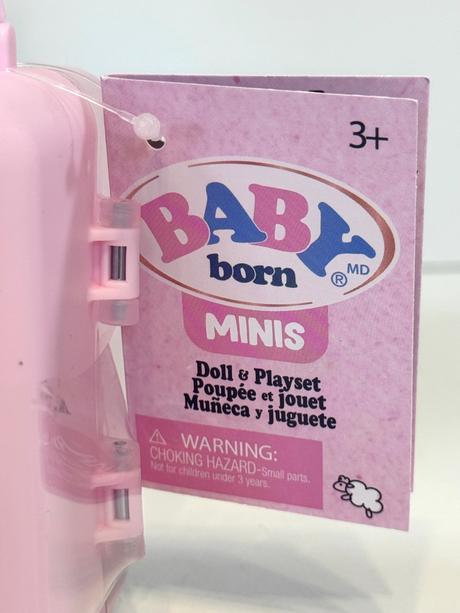 3+
BABY
born
® MD
MINIS
Doll & Playset
Poupée et jouet
Muñeca y juguete
⚠ WARNING:
CHOKING HAZARD-Small parts.
Not for children under 3 years.